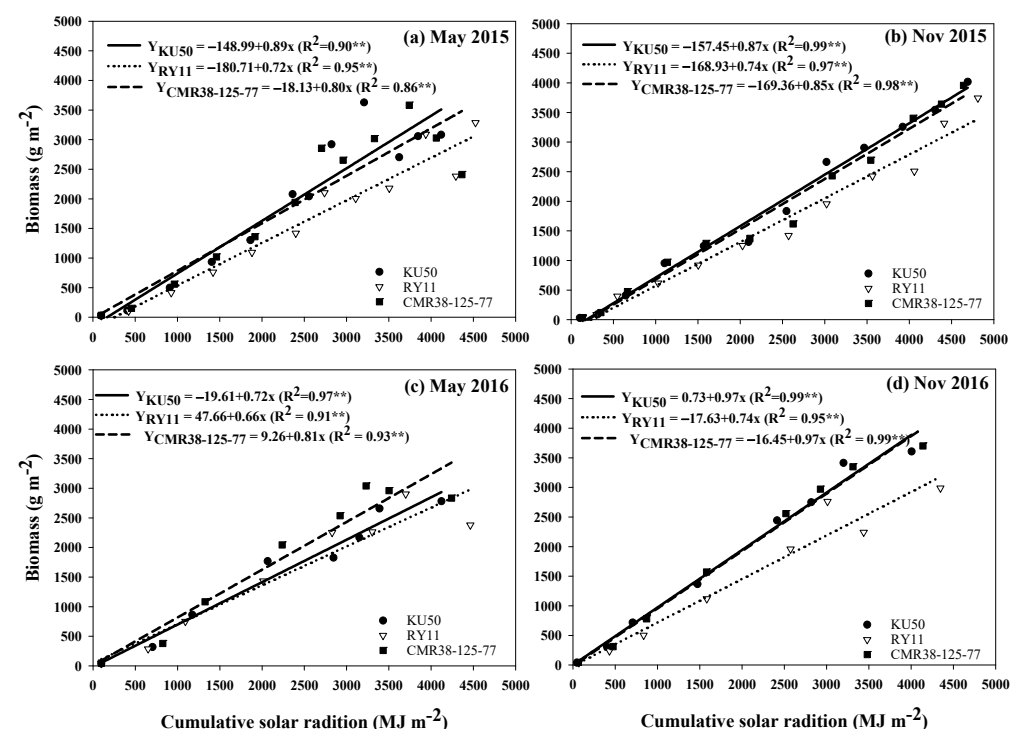 (a) May 2015
Y_KU50 = −148.99+0.89x (R²=0.90**)
Y_RY11 = −180.71+0.72x (R² = 0.95**)
Y_CMR38-125-77 = −18.13+0.80x (R² = 0.86**)
5000
4500
4000
3500
3000
2500
2000
1500
1000
500
0
Biomass (g m⁻²)
KU50
RY11
CMR38-125-77
0 500 1000 1500 2000 2500 3000 3500 4000 4500 5000
(b) Nov 2015
Y_KU50 = −157.45+0.87x (R²=0.99**)
Y_RY11 = −168.93+0.74x (R² = 0.97**)
Y_CMR38-125-77 = −169.36+0.85x (R² = 0.98**)
5000
4500
4000
3500
3000
2500
2000
1500
1000
500
0
KU50
RY11
CMR38-125-77
0 500 1000 1500 2000 2500 3000 3500 4000 4500 5000
(c) May 2016
Y_KU50 = −19.61+0.72x (R²=0.97**)
Y_RY11 = 47.66+0.66x (R² = 0.91**)
Y_CMR38-125-77 = 9.26+0.81x (R² = 0.93**)
5000
4500
4000
3500
3000
2500
2000
1500
1000
500
0
Biomass (g m⁻²)
KU50
RY11
CMR38-125-77
0 500 1000 1500 2000 2500 3000 3500 4000 4500 5000
Cumulative solar radition (MJ m⁻²)
(d) Nov 2016
Y_KU50 = 0.73+0.97x (R²=0.99**)
Y_RY11 = −17.63+0.74x (R² = 0.95**)
Y_CMR38-125-77 = −16.45+0.97x (R² = 0.99**)
5000
4500
4000
3500
3000
2500
2000
1500
1000
500
0
KU50
RY11
CMR38-125-77
0 500 1000 1500 2000 2500 3000 3500 4000 4500 5000
Cumulative solar radition (MJ m⁻²)